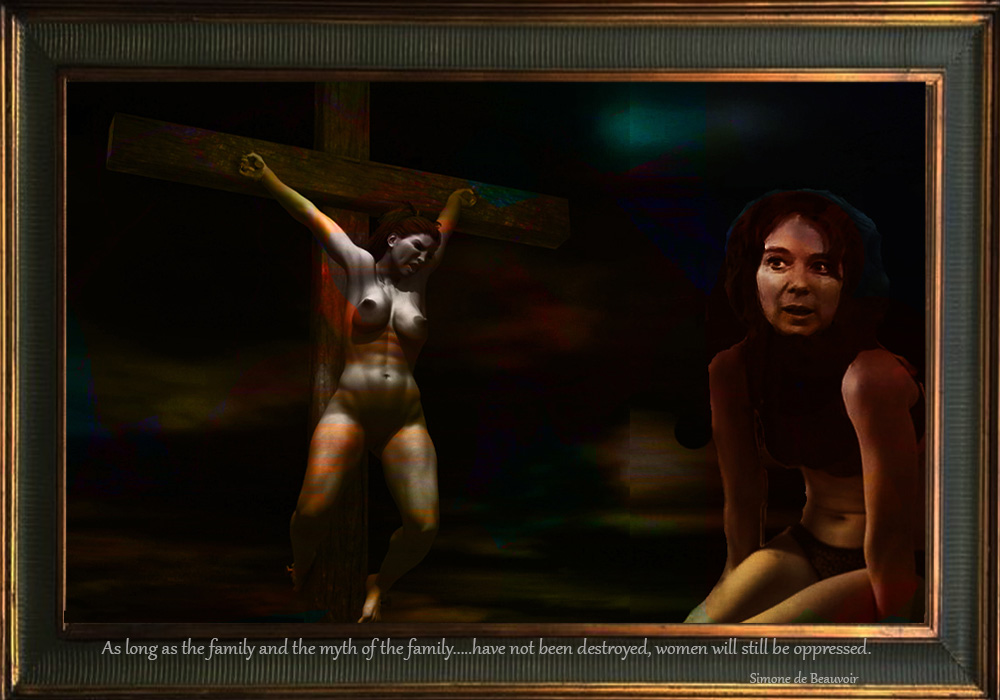 As long as the family and the myth of the family.....have not been destroyed, women will still be oppressed.
Simone de Beauvoir